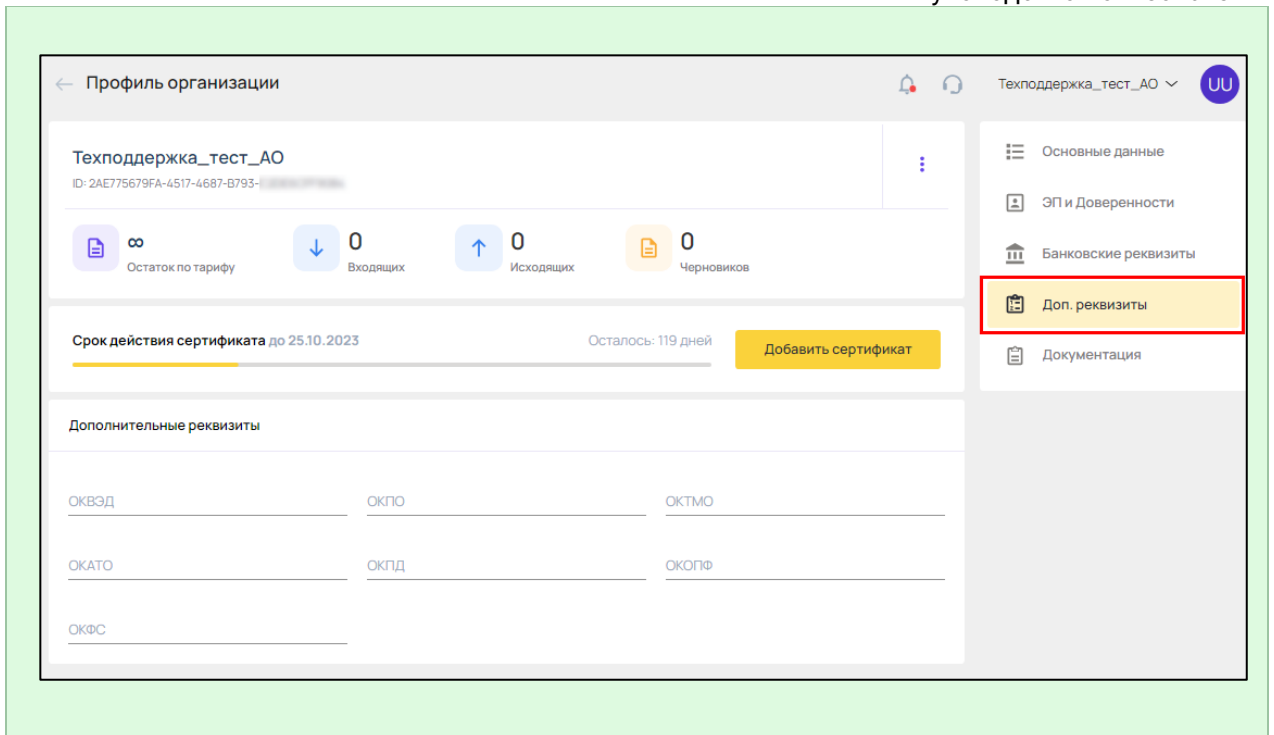 Профиль организации
Техподдержка_тест_АО
UU
Техподдержка_тест_АО
ID: 2AE775679FA-4517-4687-B793-
∞
Остаток по тарифу
0
Входящих
0
Исходящих
0
Черновиков
Срок действия сертификата до 25.10.2023
Осталось: 119 дней
Добавить сертификат
Дополнительные реквизиты
ОКВЭД
ОКПО
ОКТМО
ОКАТО
ОКПД
ОКОПФ
ОКФС
Основные данные
ЭП и Доверенности
Банковские реквизиты
Доп. реквизиты
Документация